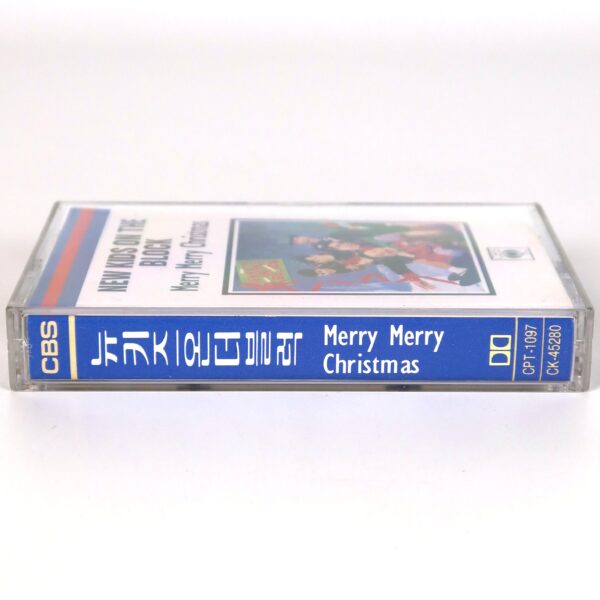 NEW KIDS ON THE
BLOCK
Merry Merry Christmas
CBS
뉴키즈 온 더 블럭
Merry Merry
Christmas
CPT-1097
CK-45280